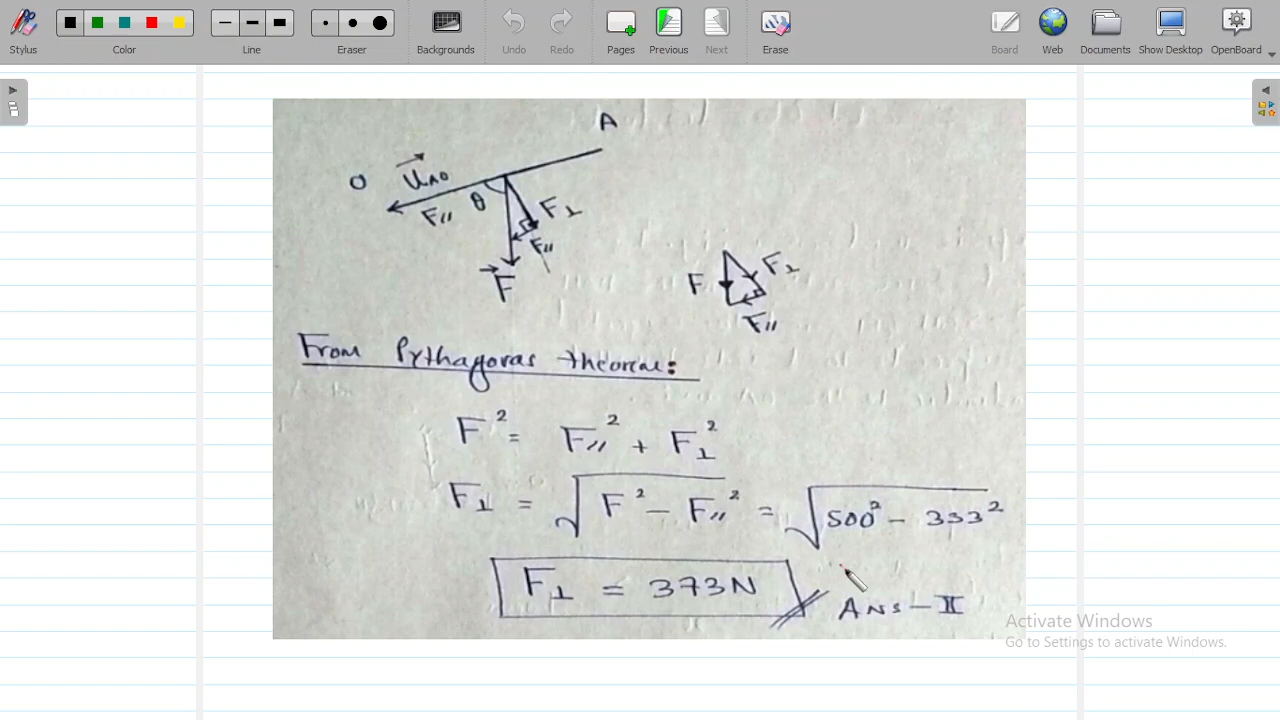 Stylus
Color
Line
Eraser
Backgrounds
Undo
Redo
Pages
Previous
Next
Erase
Board
Web
Documents
Show Desktop
OpenBoard
A
O
U⃗AO
F//
θ
F⊥
F//
F⃗
F
F⊥
F//
From Pythagoras theorem:
F² = F//² + F⊥²
F⊥ = √(F² - F//²) = √(500² - 333²)
F⊥ = 373N
Ans - II
Activate Windows
Go to Settings to activate Windows.